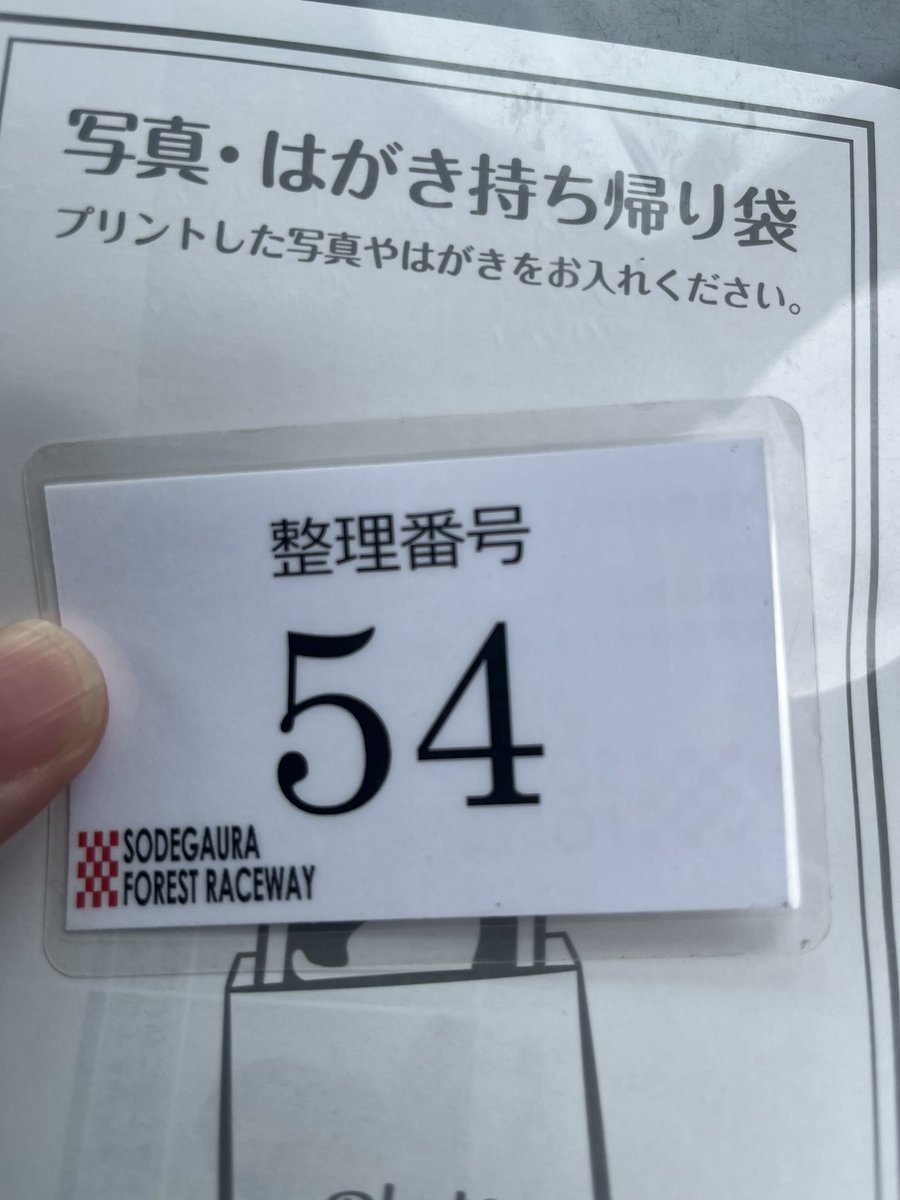 写真・はがき持ち帰り袋
プリントした写真やはがきをお入れください。
整理番号
54
SODEGAURA
FOREST RACEWAY